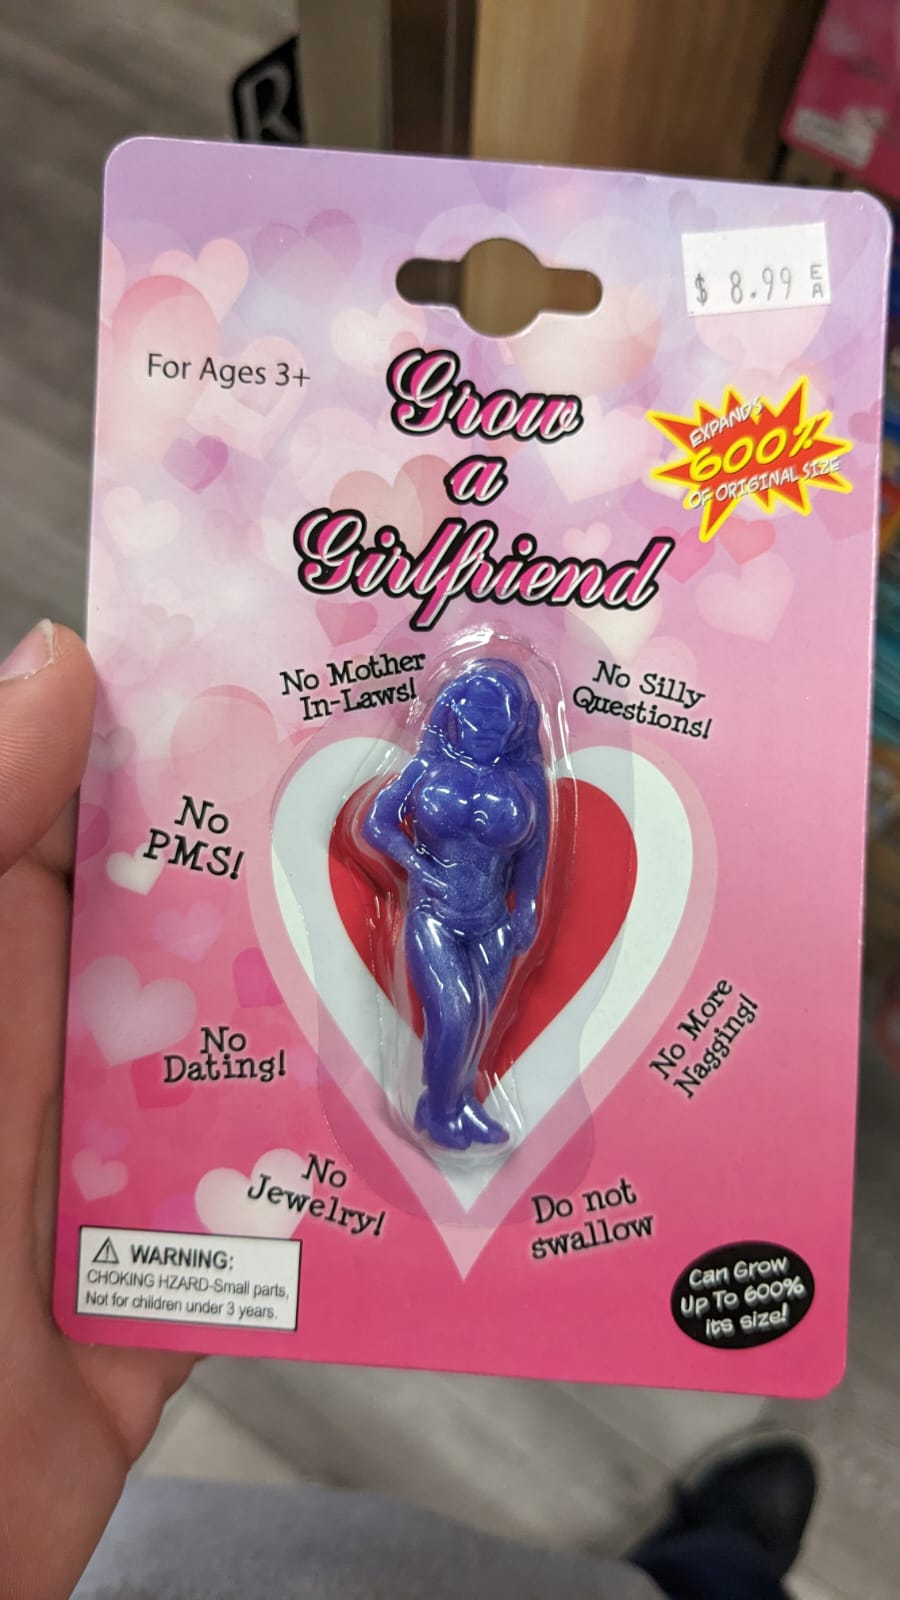 R
$ 8.99 EA
For Ages 3+
Grow
a
Girlfriend
EXPANDS
600%
OF ORIGINAL SIZE
No Mother
In-Laws!
No Silly
Questions!
No
PMS!
No
Dating!
No More
Nagging!
No
Jewelry!
Do not
swallow
WARNING:
CHOKING HZARD-Small parts,
Not for children under 3 years.
Can Grow
Up To 600%
its size!